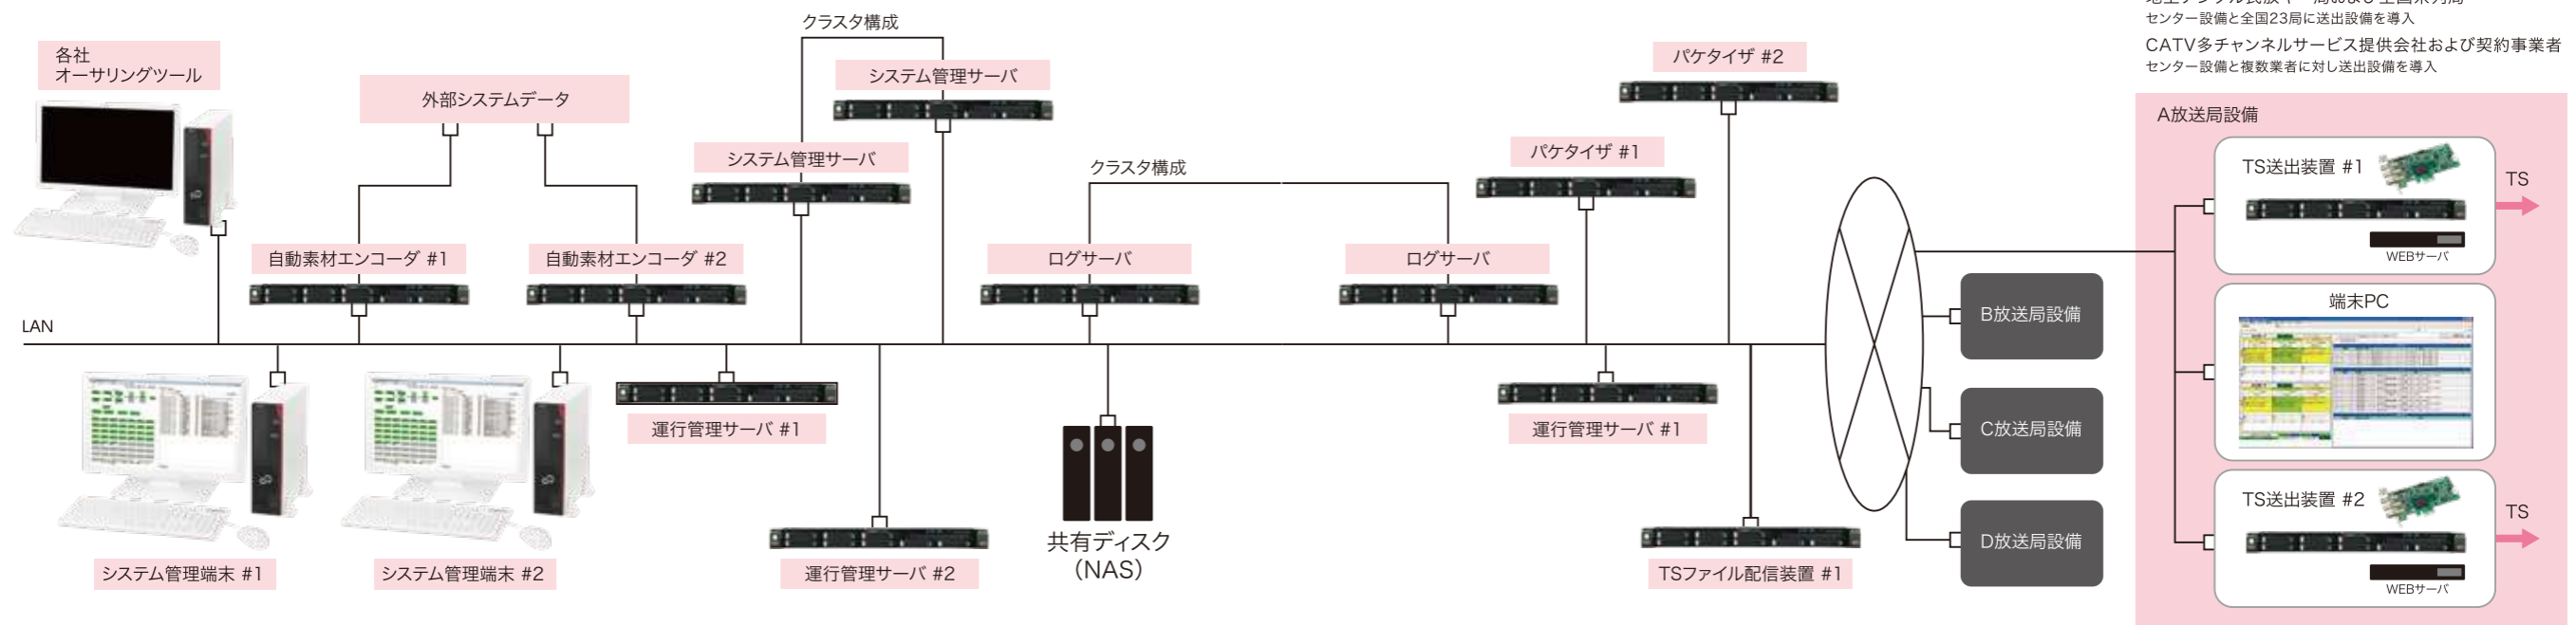 センター設備と全国23局に送出設備を導入
CATV多チャンネルサービス提供会社および契約事業者
センター設備と複数業者に対し送出設備を導入
各社
オーサリングツール
外部システムデータ
クラスタ構成
システム管理サーバ
システム管理サーバ
クラスタ構成
パケタイザ #2
パケタイザ #1
自動素材エンコーダ #1
自動素材エンコーダ #2
ログサーバ
ログサーバ
LAN
システム管理端末 #1
システム管理端末 #2
運行管理サーバ #1
運行管理サーバ #2
共有ディスク
（NAS）
運行管理サーバ #1
TSファイル配信装置 #1
B放送局設備
C放送局設備
D放送局設備
A放送局設備
TS送出装置 #1
WEBサーバ
TS
端末PC
TS送出装置 #2
WEBサーバ
TS